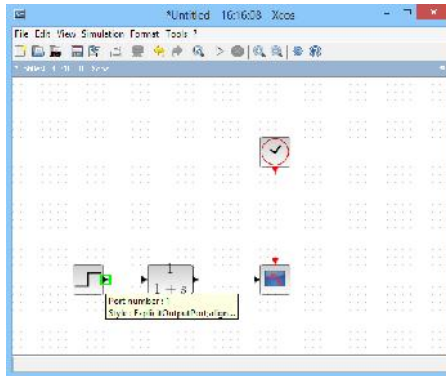 *Untitled 16:16:08 Xcos
File Edit View Simulation Format Tools ?
1
1 + s
Port number : 1
Style : ExplicitOutputPort;align...